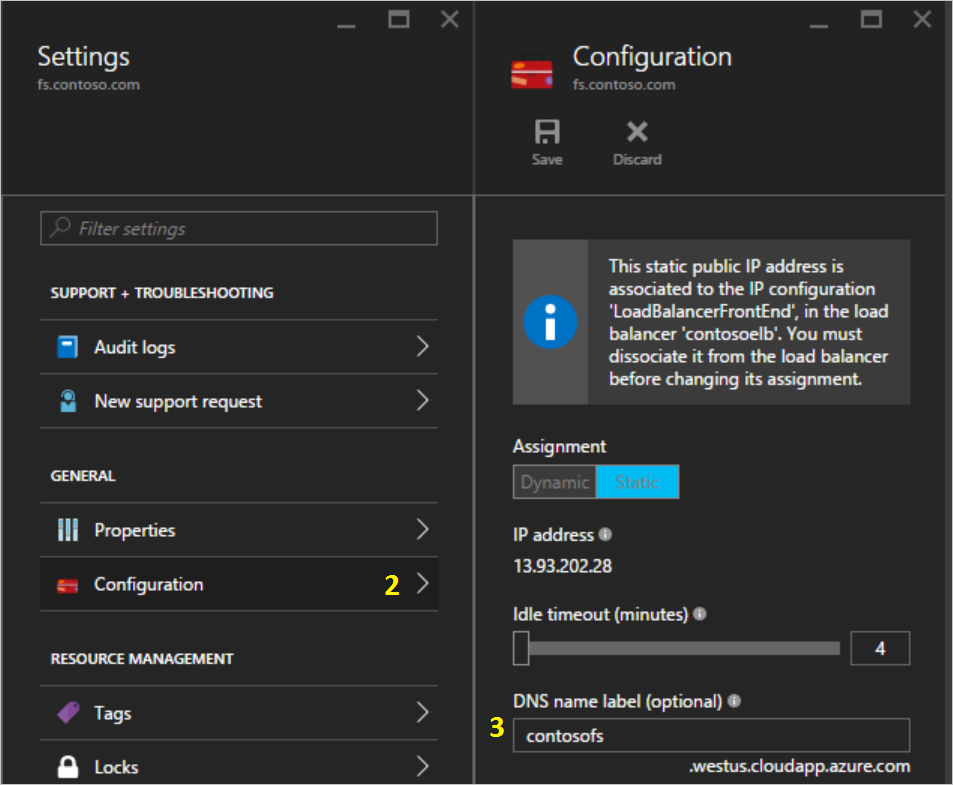 Settings
fs.contoso.com
Filter settings
SUPPORT + TROUBLESHOOTING
Audit logs
New support request
GENERAL
Properties
Configuration
2
RESOURCE MANAGEMENT
Tags
Locks
Configuration
fs.contoso.com
Save
Discard
This static public IP address is
associated to the IP configuration
'LoadBalancerFrontEnd', in the load
balancer 'contosoelb'. You must
dissociate it from the load balancer
before changing its assignment.
Assignment
Dynamic
Static
IP address
13.93.202.28
Idle timeout (minutes)
4
DNS name label (optional)
3
contosofs
.westus.cloudapp.azure.com